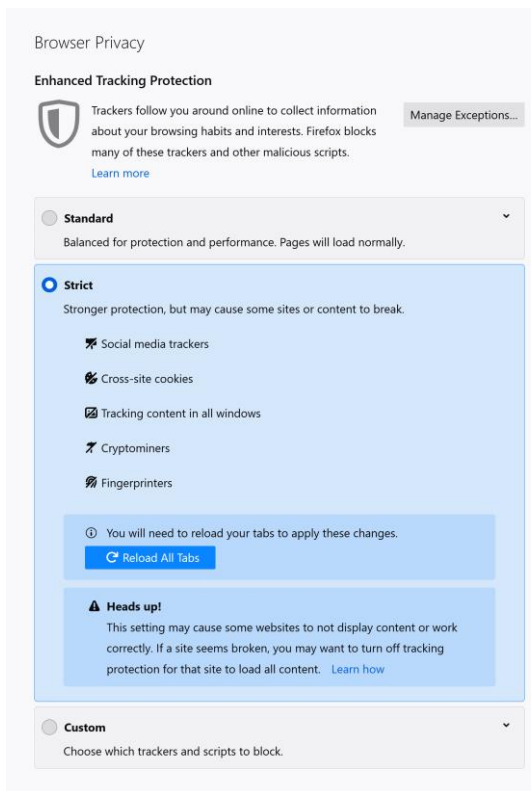 Browser Privacy
Enhanced Tracking Protection
Trackers follow you around online to collect information
about your browsing habits and interests. Firefox blocks
many of these trackers and other malicious scripts.
Learn more
Manage Exceptions...
Standard
Balanced for protection and performance. Pages will load normally.
Strict
Stronger protection, but may cause some sites or content to break.
Social media trackers
Cross-site cookies
Tracking content in all windows
Cryptominers
Fingerprinters
You will need to reload your tabs to apply these changes.
Reload All Tabs
Heads up!
This setting may cause some websites to not display content or work
correctly. If a site seems broken, you may want to turn off tracking
protection for that site to load all content. Learn how
Custom
Choose which trackers and scripts to block.